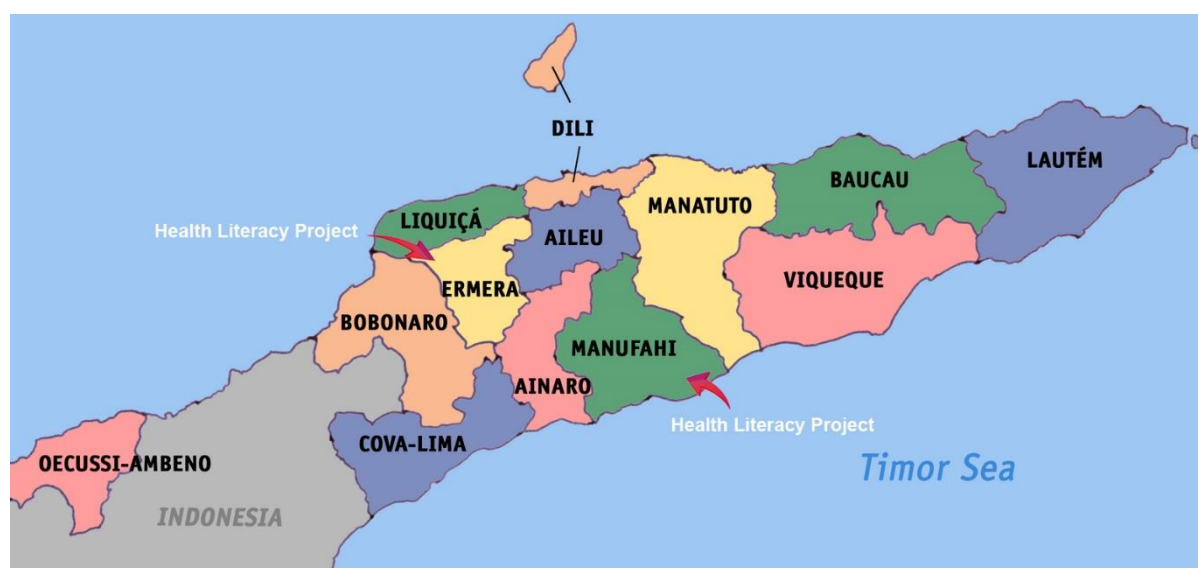 DILI
LAUTÉM
BAUCAU
MANATUTO
LIQUIÇÁ
Health Literacy Project
AILEU
VIQUEQUE
ERMERA
BOBONARO
MANUFAHI
AINARO
Health Literacy Project
COVA-LIMA
OECUSSI-AMBENO
Timor Sea
INDONESIA